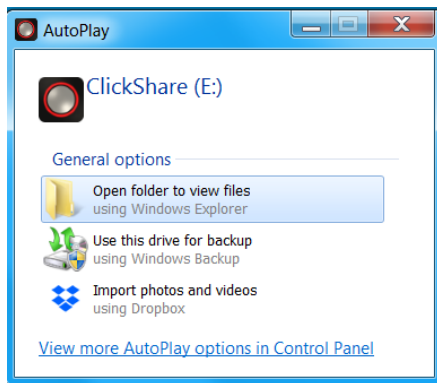 AutoPlay
ClickShare (E:)
General options
Open folder to view files
using Windows Explorer
Use this drive for backup
using Windows Backup
Import photos and videos
using Dropbox
View more AutoPlay options in Control Panel